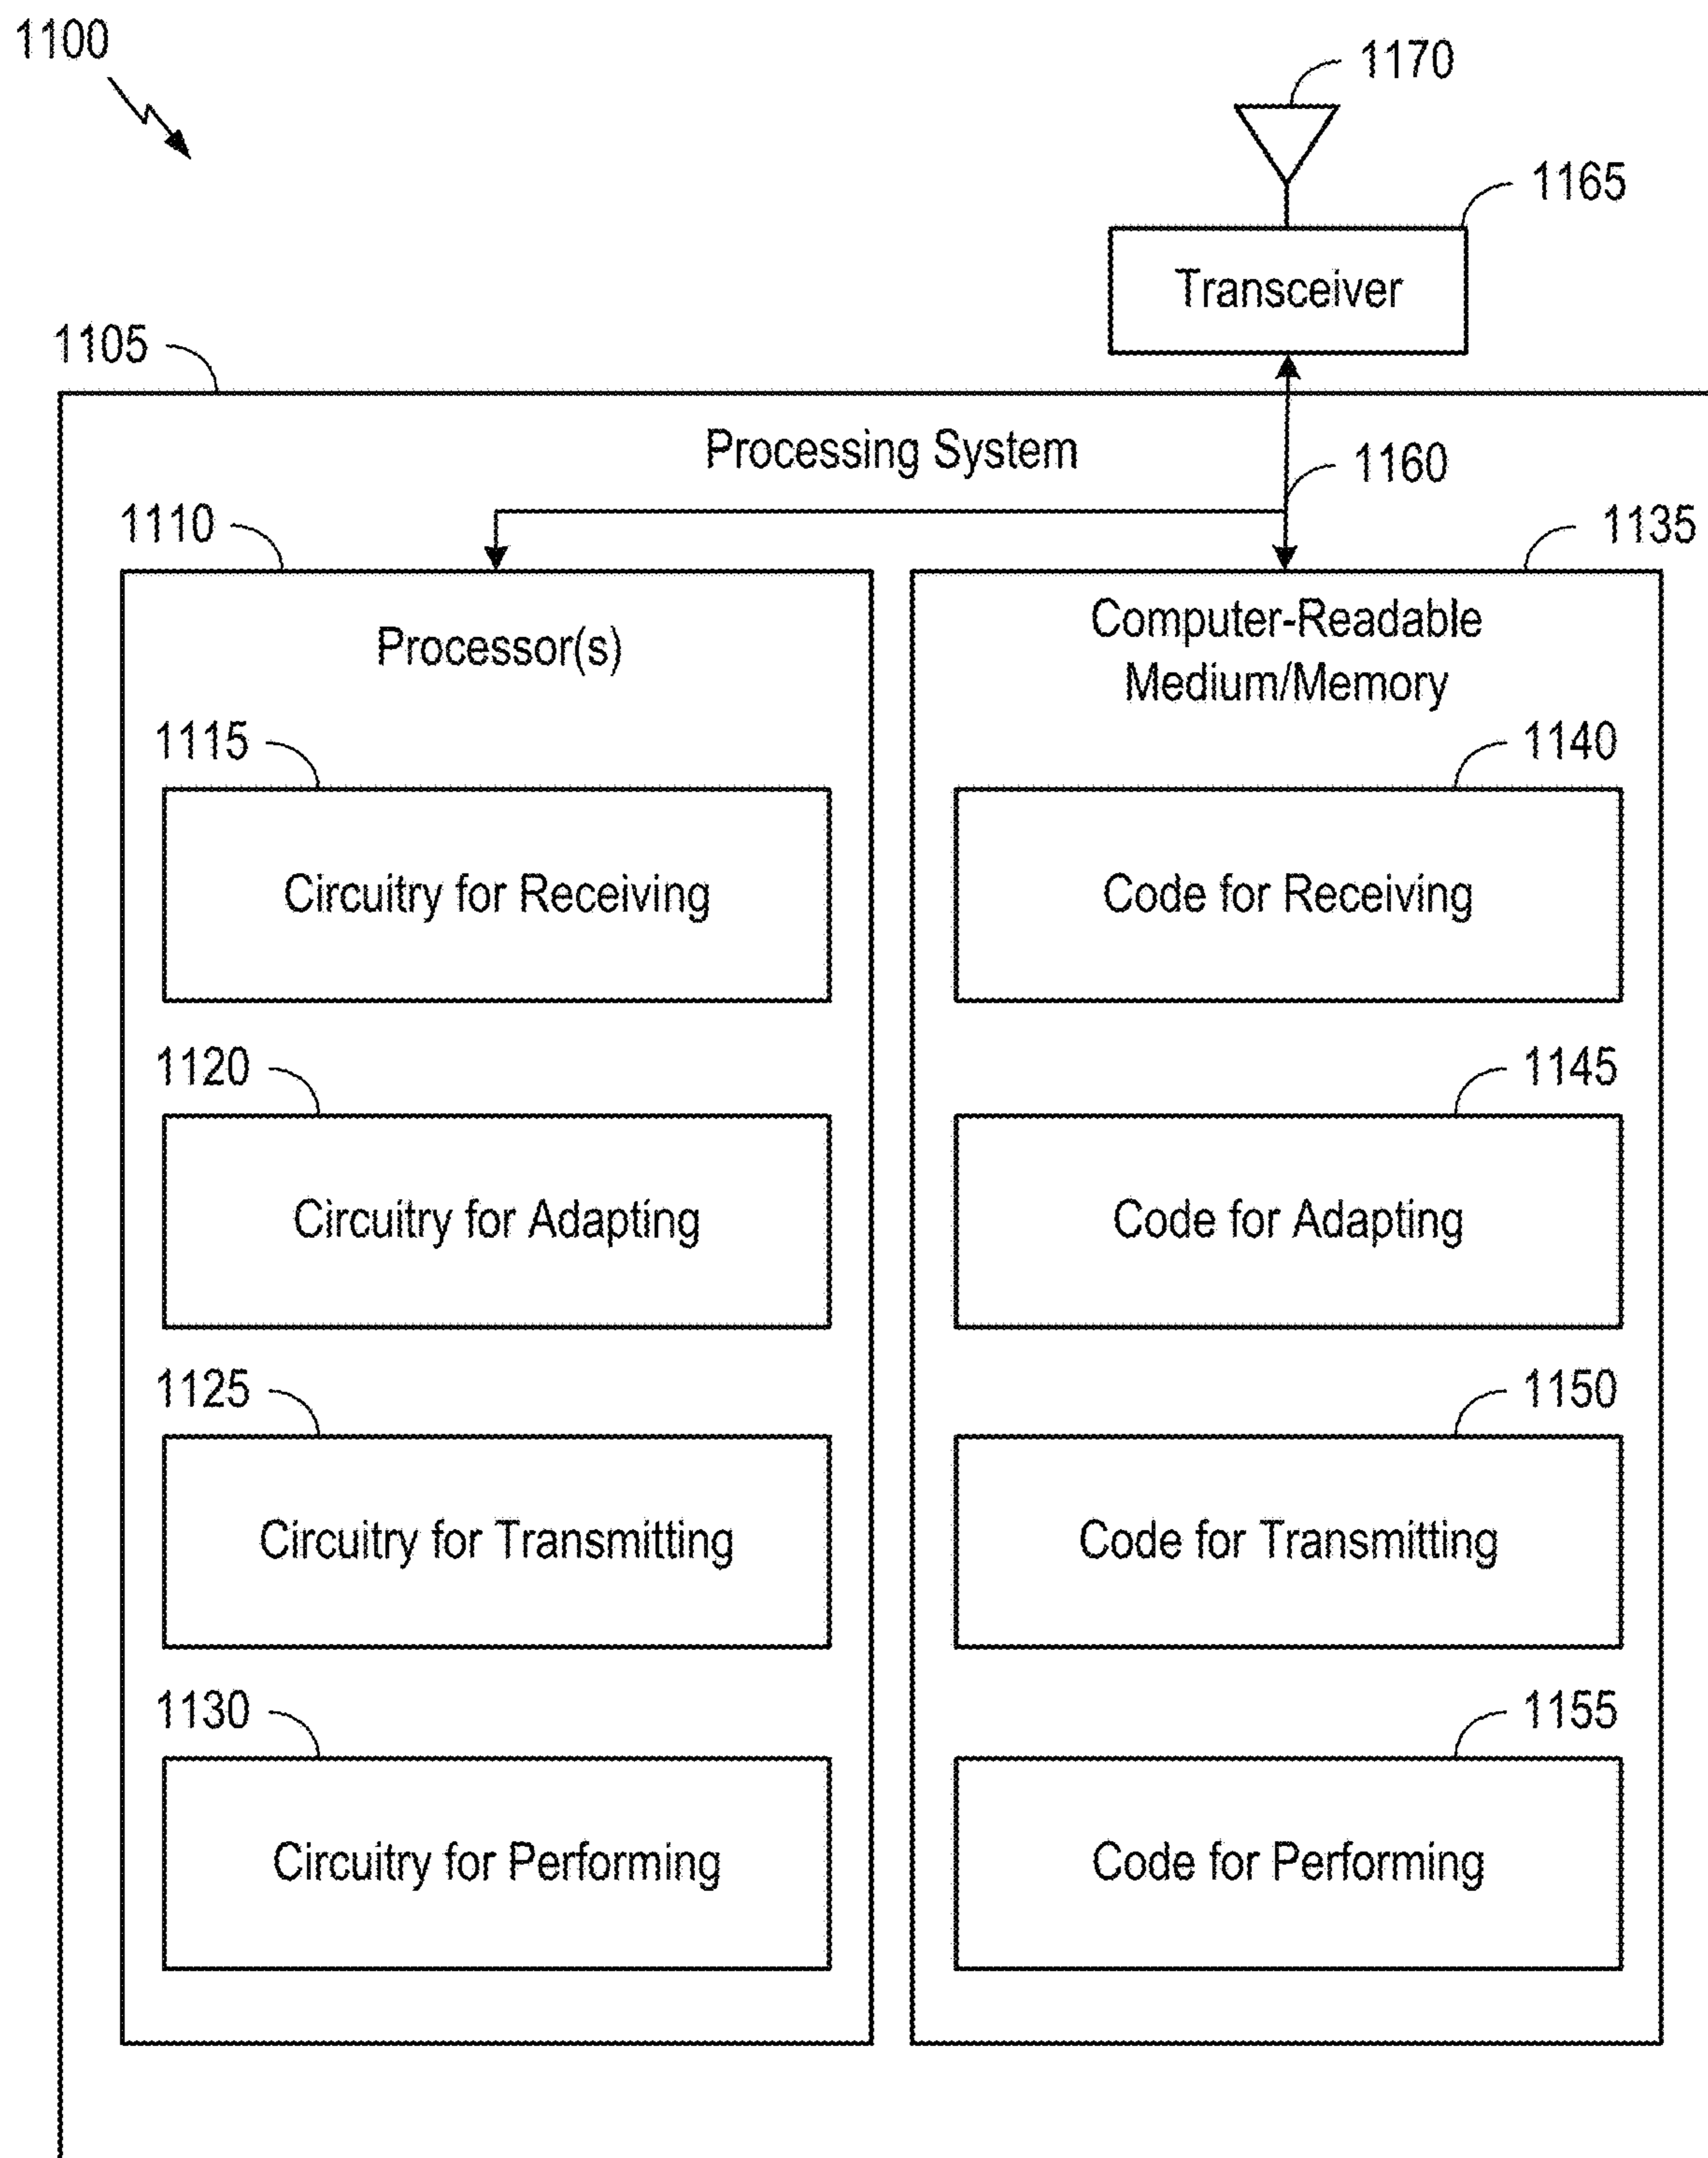 1100
1170
1165
Transceiver
1105
Processing System
1160
1110
1135
Processor(s)
Computer-Readable
Medium/Memory
1115
1140
Circuitry for Receiving
Code for Receiving
1120
1145
Circuitry for Adapting
Code for Adapting
1125
1150
Circuitry for Transmitting
Code for Transmitting
1130
1155
Circuitry for Performing
Code for Performing